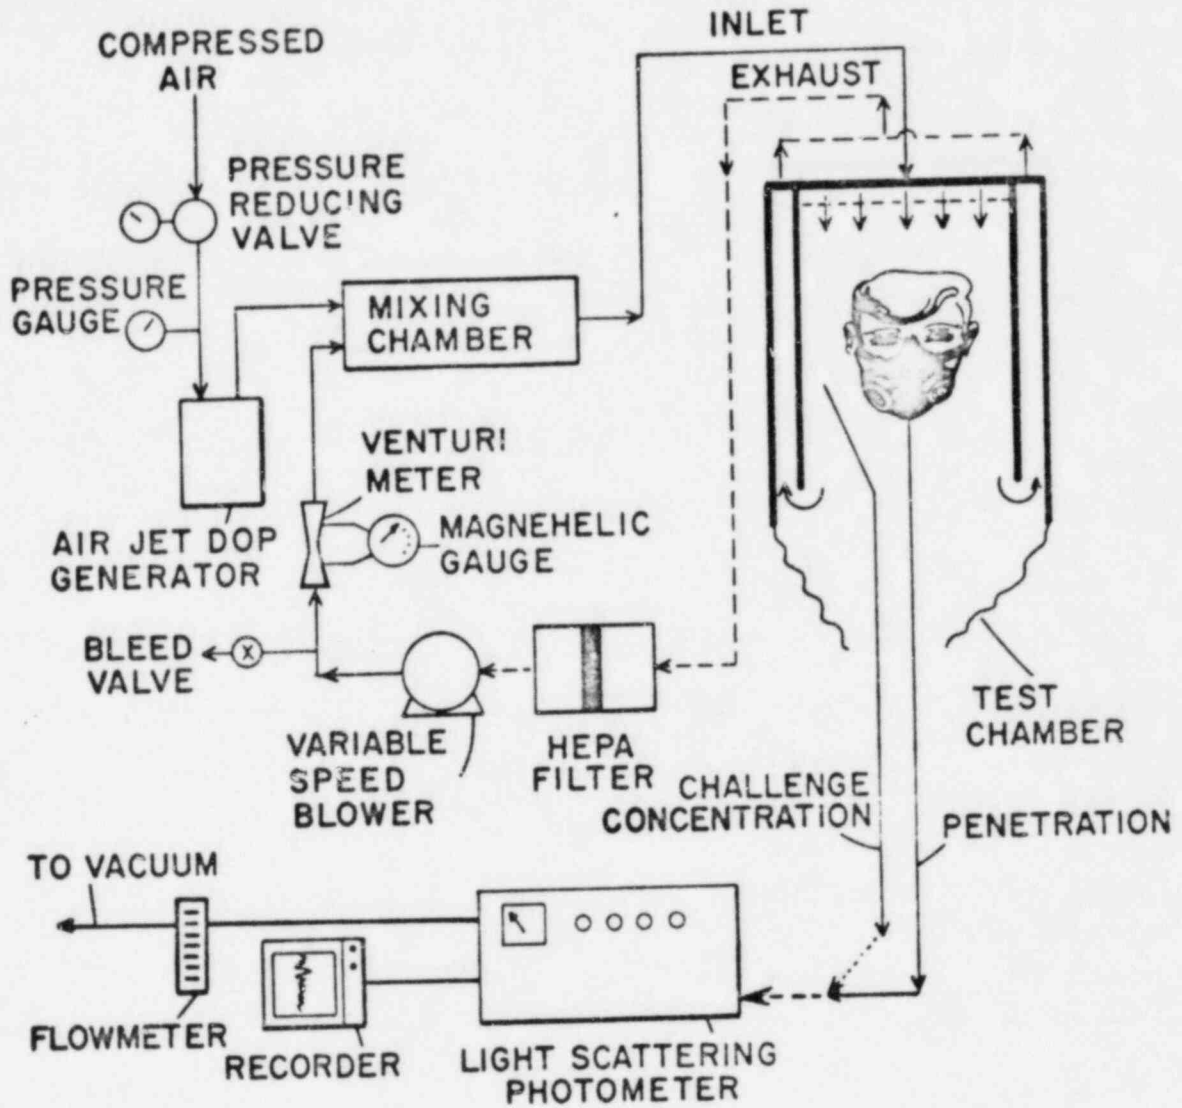 COMPRESSED
AIR
PRESSURE
REDUCING
VALVE
PRESSURE
GAUGE
AIR JET DOP
GENERATOR
MIXING
CHAMBER
INLET
EXHAUST
VENTURI
METER
MAGNEHELIC
GAUGE
BLEED
VALVE
X
VARIABLE
SPEED
BLOWER
HEPA
FILTER
TEST
CHAMBER
CHALLENGE
CONCENTRATION
PENETRATION
TO VACUUM
FLOWMETER
RECORDER
LIGHT SCATTERING
PHOTOMETER